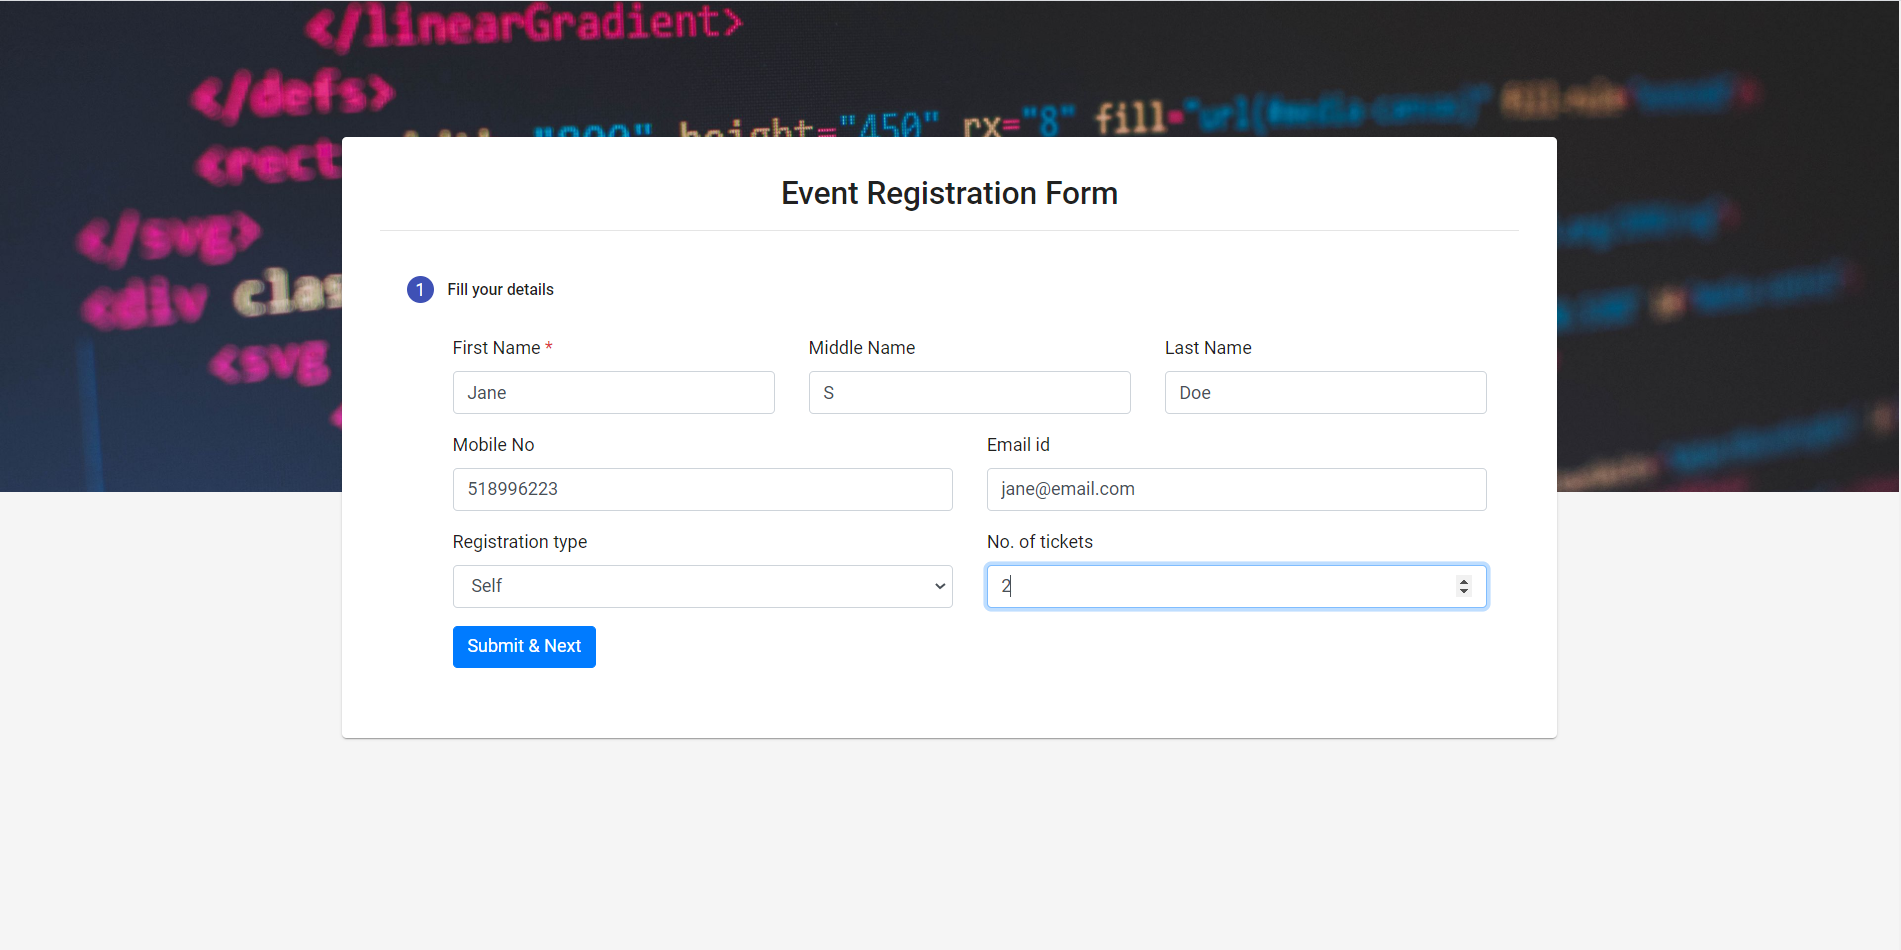 </linearGradient>
</defs>
height="450" rx="8" fill="url(#media-canvas)"
<rect
</svg>
<div clas
<svg
Event Registration Form
1 Fill your details
First Name * Middle Name Last Name
Jane S Doe
Mobile No Email id
518996223 jane@email.com
Registration type No. of tickets
Self 2
Submit & Next